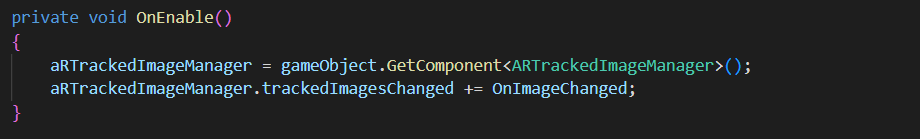 private void OnEnable()
{
aRTrackedImageManager = gameObject.GetComponent<ARTrackedImageManager>();
aRTrackedImageManager.trackedImagesChanged += OnImageChanged;
}